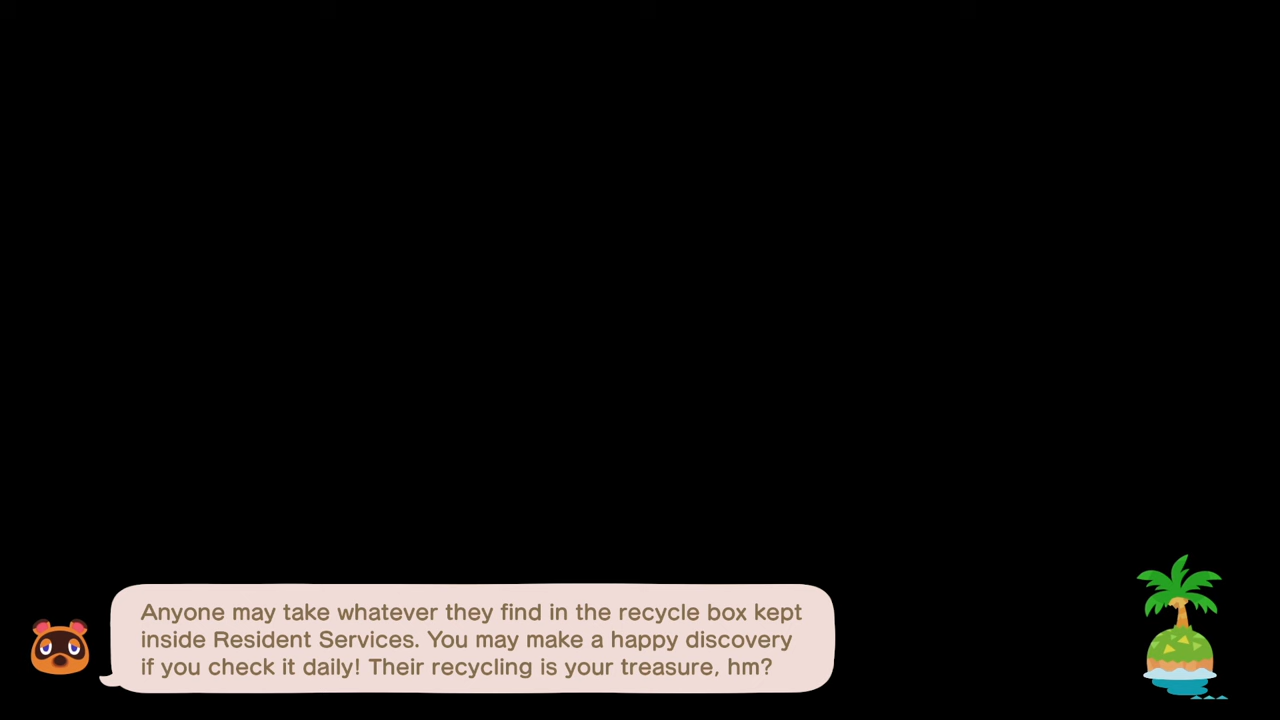 Anyone may take whatever they find in the recycle box kept
inside Resident Services. You may make a happy discovery
if you check it daily! Their recycling is your treasure, hm?